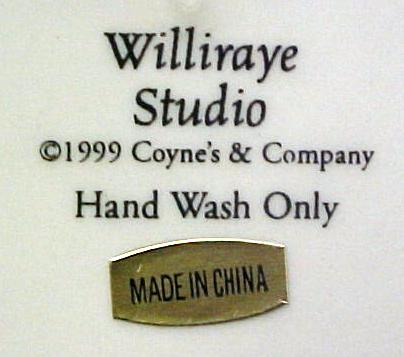 Williraye
Studio
©1999 Coyne's & Company
Hand Wash Only
MADE IN CHINA